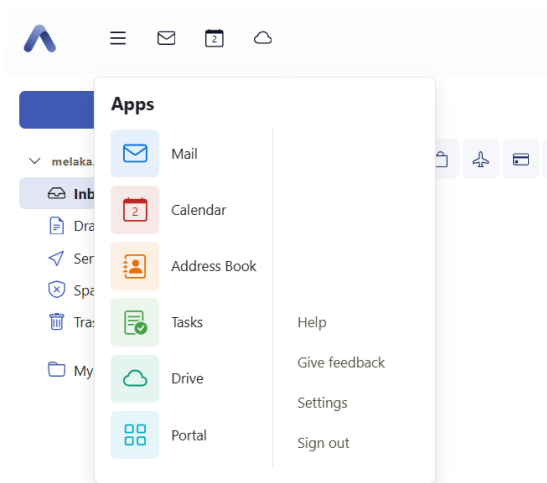 2
Apps
Mail
2
Calendar
Address Book
Tasks
Drive
Portal
Help
Give feedback
Settings
Sign out
melaka.
Inb
Dra
Ser
Spa
Tra
My